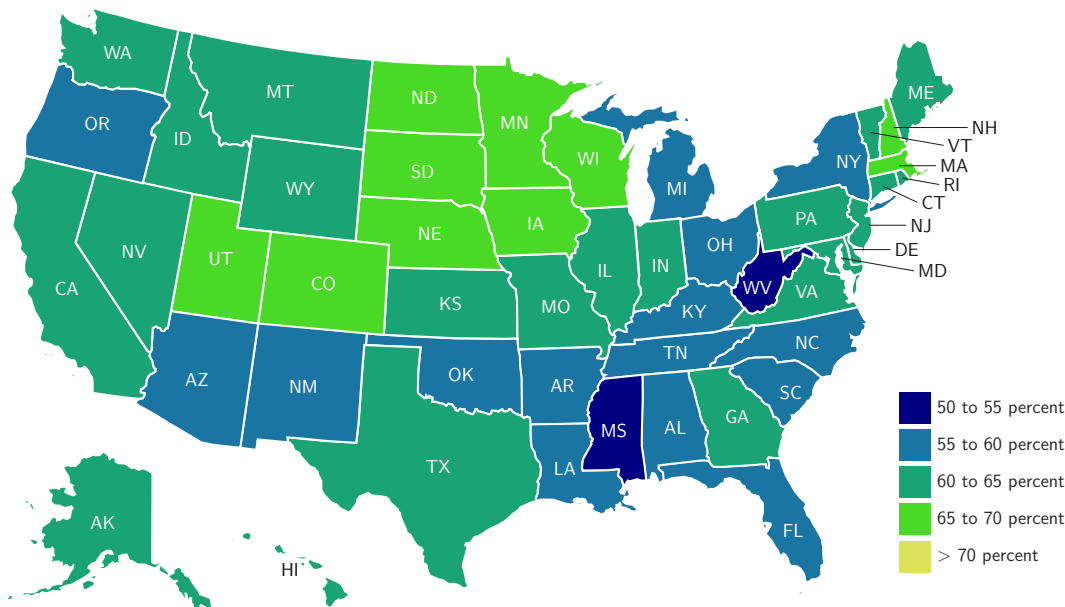 WA
MT
ND
MN
ME
OR
ID
WI
NH
VT
SD
NY
MA
MI
RI
WY
CT
PA
NE
IA
NJ
NV
OH
DE
UT
IL
IN
MD
CO
WV
CA
VA
KS
MO
KY
NC
TN
AZ
NM
OK
AR
SC
50 to 55 percent
GA
MS
AL
55 to 60 percent
TX
LA
60 to 65 percent
AK
65 to 70 percent
FL
> 70 percent
HI